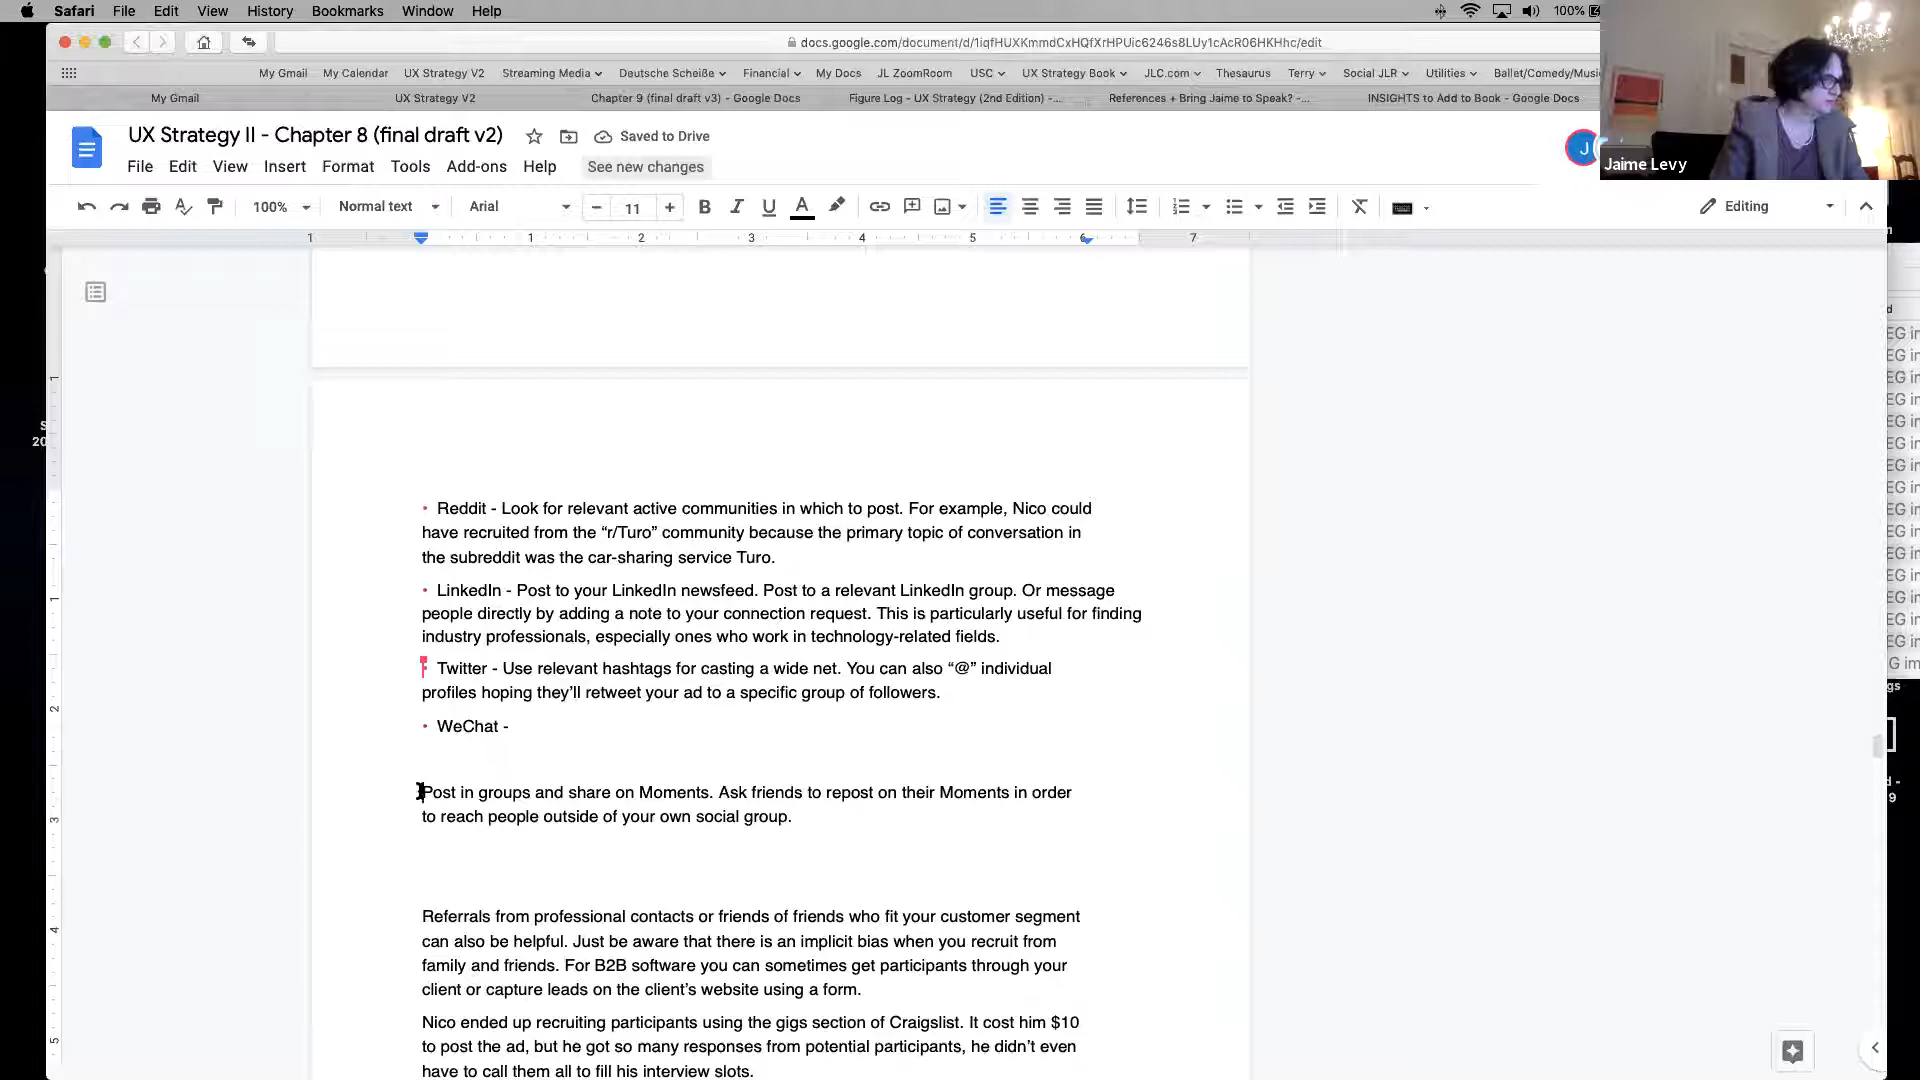 Safari File Edit View History Bookmarks Window Help 100%
docs.google.com/document/d/1iqfHUXKmmdCxHQfXrHPUic6246s8LUy1cAcR06HKHhc/edit
My Gmail My Calendar UX Strategy V2 Streaming Media Deutsche Scheiße Financial My Docs JL ZoomRoom USC UX Strategy Book JLC.com Thesaurus Terry Social JLR Utilities Ballet/Comedy/Musi
My Gmail UX Strategy V2 Chapter 9 (final draft v3) - Google Docs Figure Log - UX Strategy (2nd Edition) -... References + Bring Jaime to Speak? -... INSIGHTS to Add to Book - Google Docs
UX Strategy II - Chapter 8 (final draft v2) Saved to Drive
J
Jaime Levy
File Edit View Insert Format Tools Add-ons Help See new changes
100% Normal text Arial - 11 + B I U A Editing
1 1 2 3 4 5 6 7
• Reddit - Look for relevant active communities in which to post. For example, Nico could
have recruited from the “r/Turo” community because the primary topic of conversation in
the subreddit was the car-sharing service Turo.
• LinkedIn - Post to your LinkedIn newsfeed. Post to a relevant LinkedIn group. Or message
people directly by adding a note to your connection request. This is particularly useful for finding
industry professionals, especially ones who work in technology-related fields.
• Twitter - Use relevant hashtags for casting a wide net. You can also “@” individual
profiles hoping they’ll retweet your ad to a specific group of followers.
• WeChat -
Post in groups and share on Moments. Ask friends to repost on their Moments in order
to reach people outside of your own social group.
Referrals from professional contacts or friends of friends who fit your customer segment
can also be helpful. Just be aware that there is an implicit bias when you recruit from
family and friends. For B2B software you can sometimes get participants through your
client or capture leads on the client’s website using a form.
Nico ended up recruiting participants using the gigs section of Craigslist. It cost him $10
to post the ad, but he got so many responses from potential participants, he didn’t even
have to call them all to fill his interview slots.